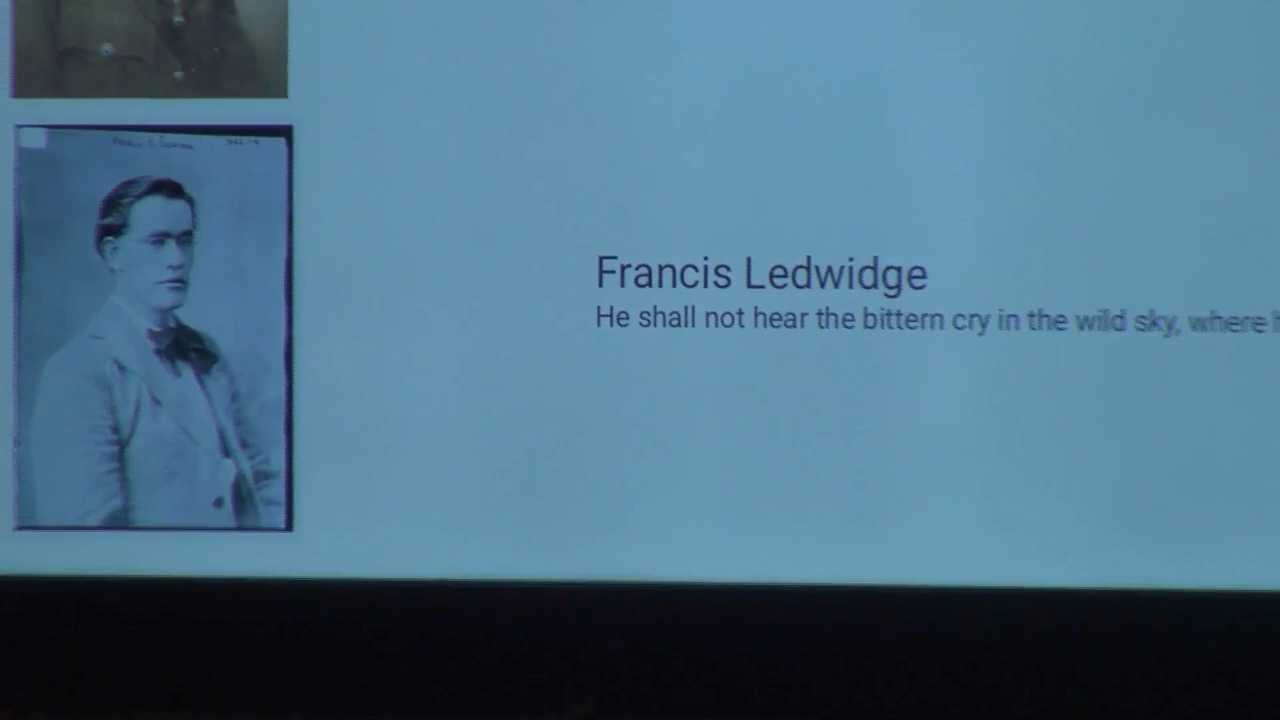 Francis Ledwidge
He shall not hear the bittern cry in the wild sky, where